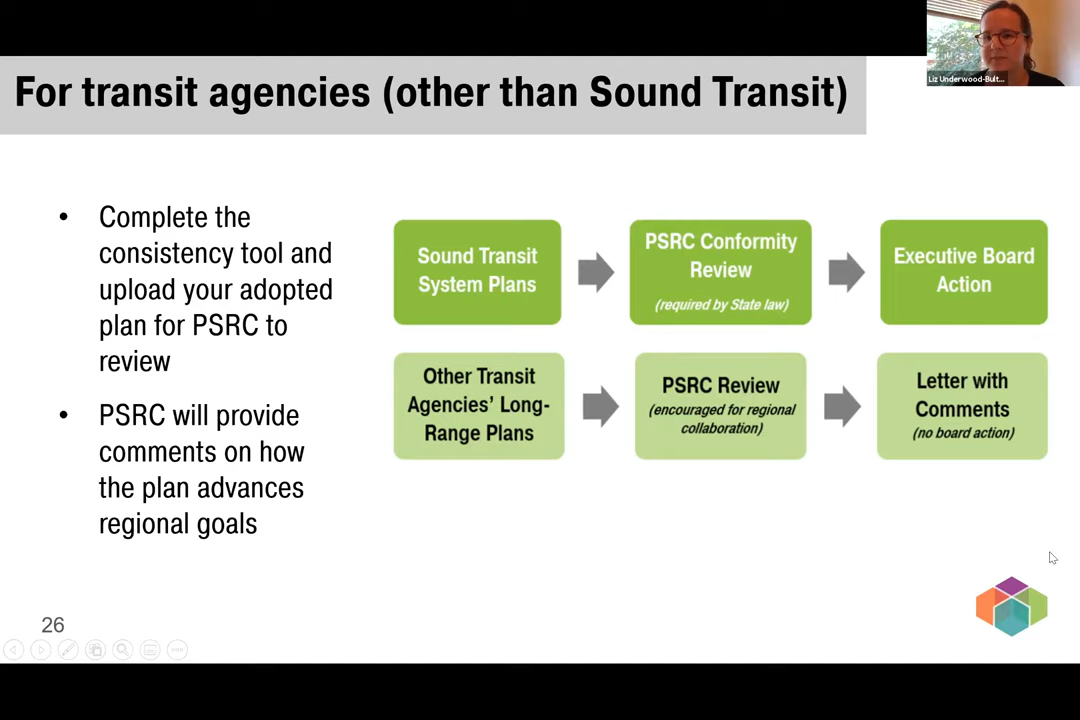 For transit agencies (other than Sound Transit)
Liz Underwood-Bult...
• Complete the
consistency tool and
upload your adopted
plan for PSRC to
review
• PSRC will provide
comments on how
the plan advances
regional goals
Sound Transit
System Plans
PSRC Conformity
Review
(required by State law)
Executive Board
Action
Other Transit
Agencies’ Long-
Range Plans
PSRC Review
(encouraged for regional
collaboration)
Letter with
Comments
(no board action)
26